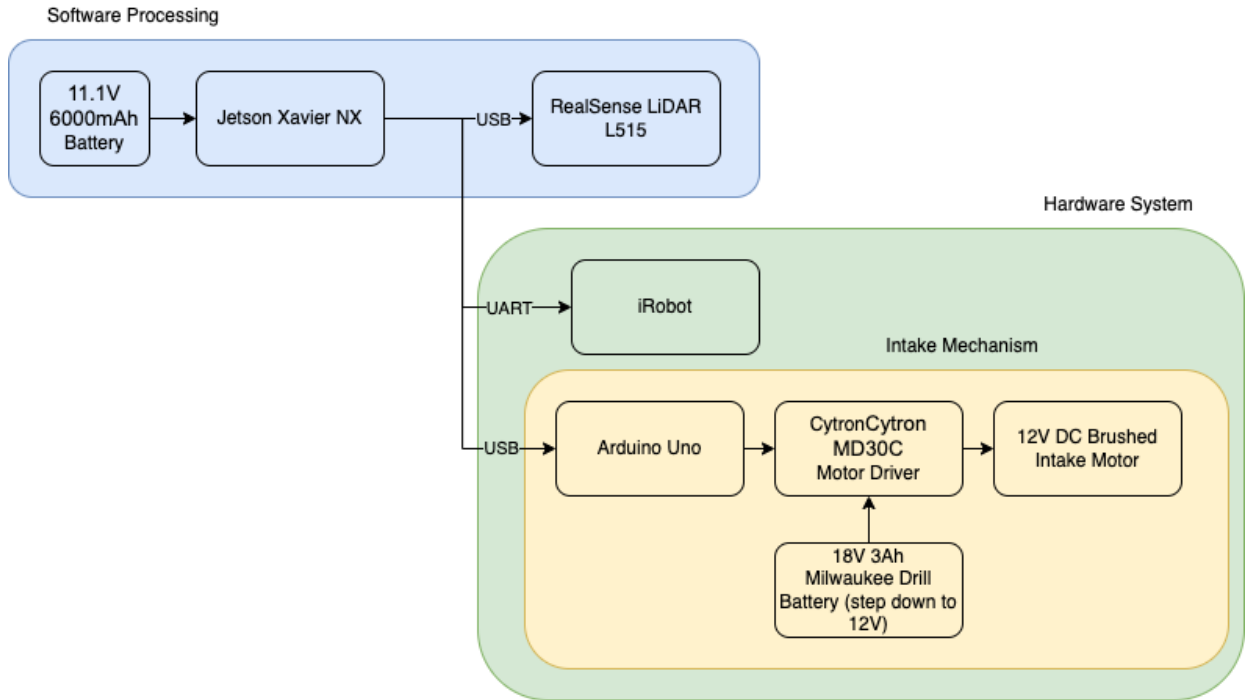 Software Processing
11.1V
6000mAh
Battery
Jetson Xavier NX
USB
RealSense LiDAR
L515
Hardware System
UART
iRobot
Intake Mechanism
USB
Arduino Uno
CytronCytron
MD30C
Motor Driver
12V DC Brushed
Intake Motor
18V 3Ah
Milwaukee Drill
Battery (step down to
12V)